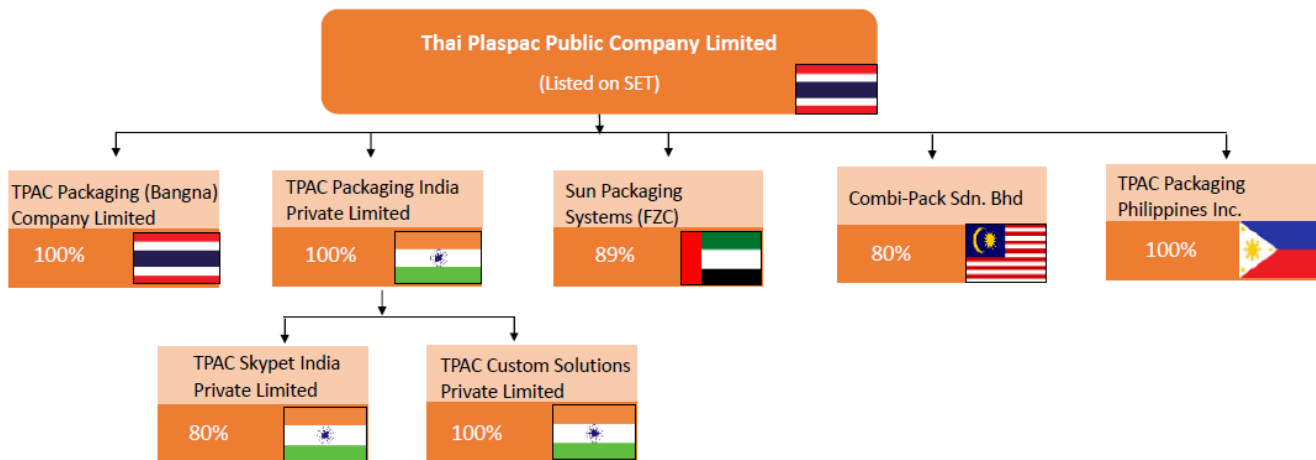 Thai Plaspac Public Company Limited
(Listed on SET)
TPAC Packaging (Bangna)
Company Limited
100%
TPAC Packaging India
Private Limited
100%
Sun Packaging
Systems (FZC)
89%
Combi-Pack Sdn. Bhd
80%
TPAC Packaging
Philippines Inc.
100%
TPAC Skypet India
Private Limited
80%
TPAC Custom Solutions
Private Limited
100%